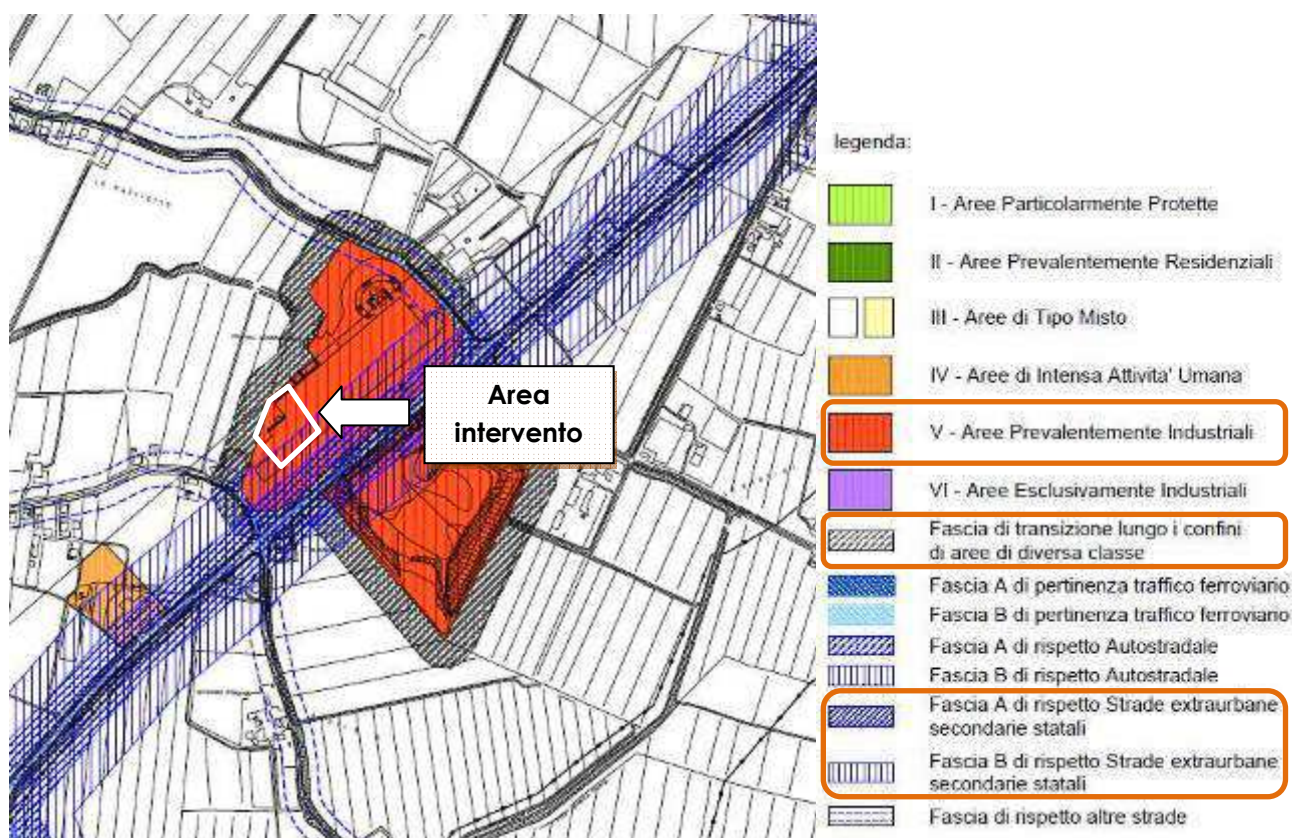 Area
intervento
legenda:
I - Aree Particolarmente Protette
II - Aree Prevalentemente Residenziali
III - Aree di Tipo Misto
IV - Aree di Intensa Attivita' Umana
V - Aree Prevalentemente Industriali
VI - Aree Esclusivamente Industriali
Fascia di transizione lungo i confini
di aree di diversa classe
Fascia A di pertinenza traffico ferroviario
Fascia B di pertinenza traffico ferroviario
Fascia A di rispetto Autostradale
Fascia B di rispetto Autostradale
Fascia A di rispetto Strade extraurbane
secondarie statali
Fascia B di rispetto Strade extraurbane
secondarie statali
Fascia di rispetto altre strade